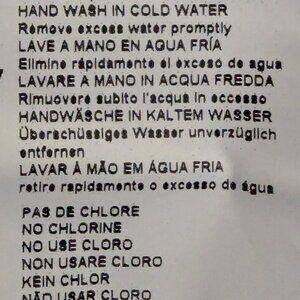 HAND WASH IN COLD WATER
Remove excess water promptly
LAVE A MANO EN AGUA FRÍA
Elimine rápidamente el exceso de agua
LAVARE A MANO IN ACQUA FREDDA
Rimuovere subito l'acqua in eccesso
HANDWÄSCHE IN KALTEM WASSER
Überschüssiges Wasser unverzüglich
entfernen
LAVAR À MÃO EM ÁGUA FRIA
retire rapidamente o excesso de água
PAS DE CHLORE
NO CHLORINE
NO USE CLORO
NON USARE CLORO
KEIN CHLOR
NÃO USAR CLORO